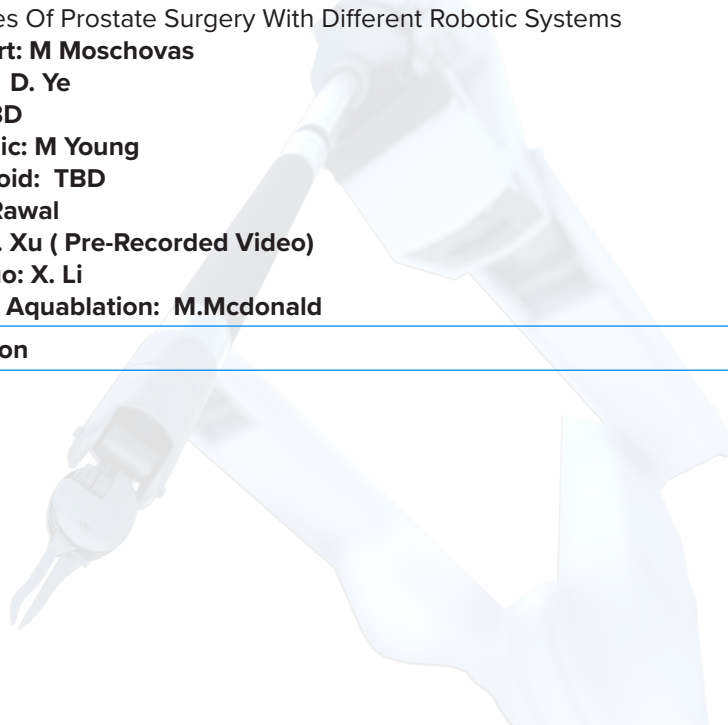 es Of Prostate Surgery With Different Robotic Systems
rt: M Moschovas
D. Ye
BD
ic: M Young
oid: TBD
Rawal
. Xu ( Pre-Recorded Video)
o: X. Li
Aquablation: M.Mcdonald
on